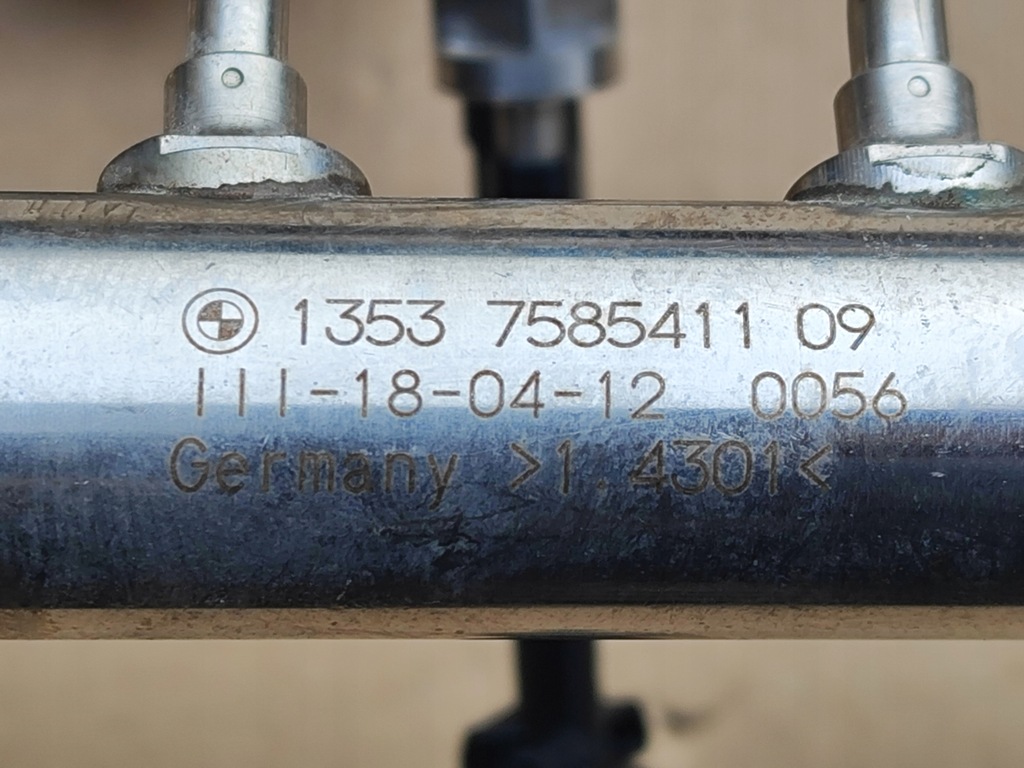 1353 7585411 09
III-18-04-12 0056
Germany >1.4301<